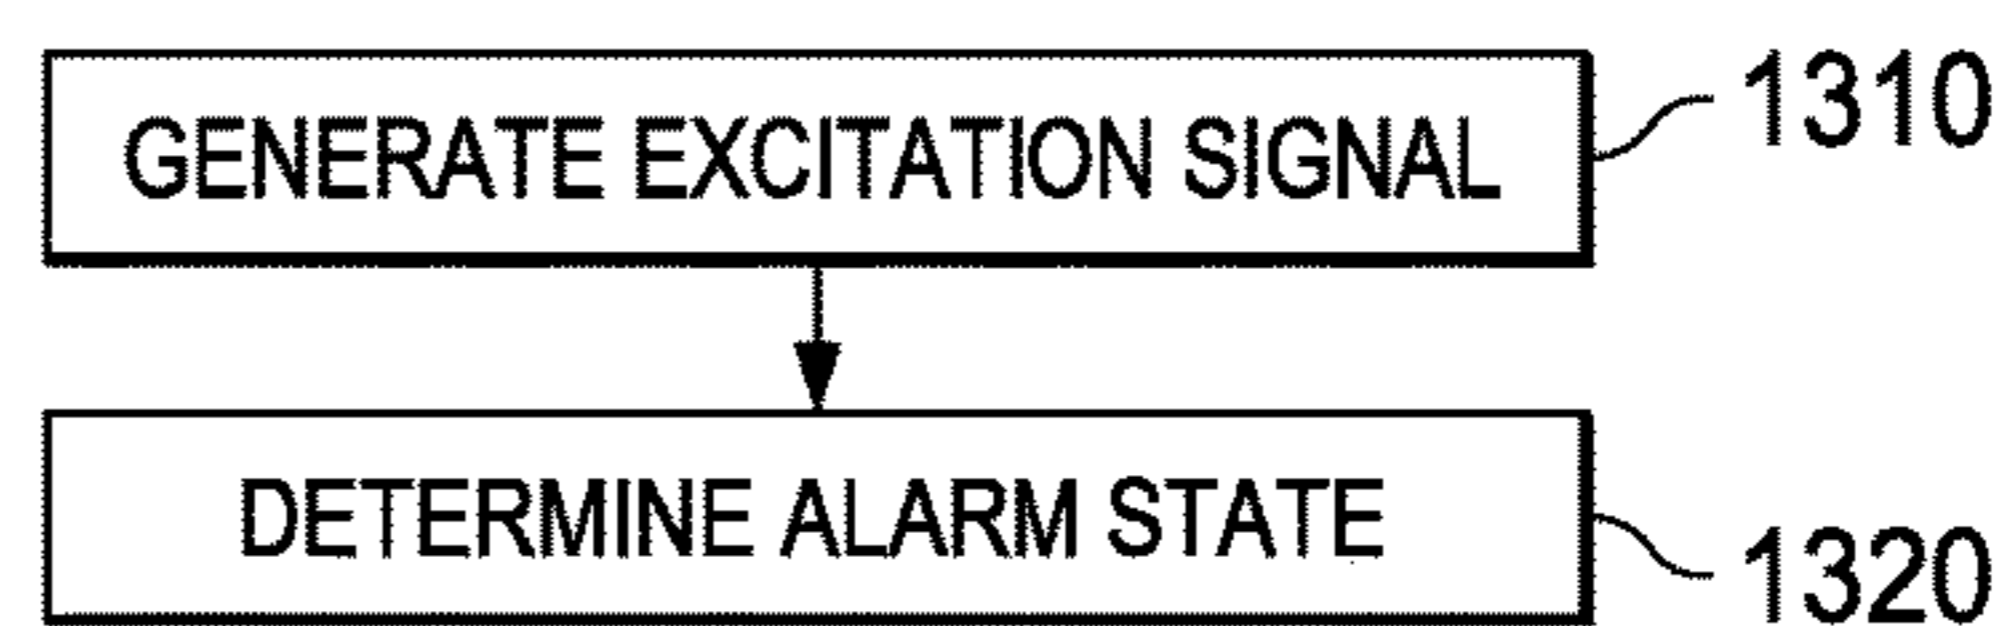 GENERATE EXCITATION SIGNAL 1310
DETERMINE ALARM STATE 1320